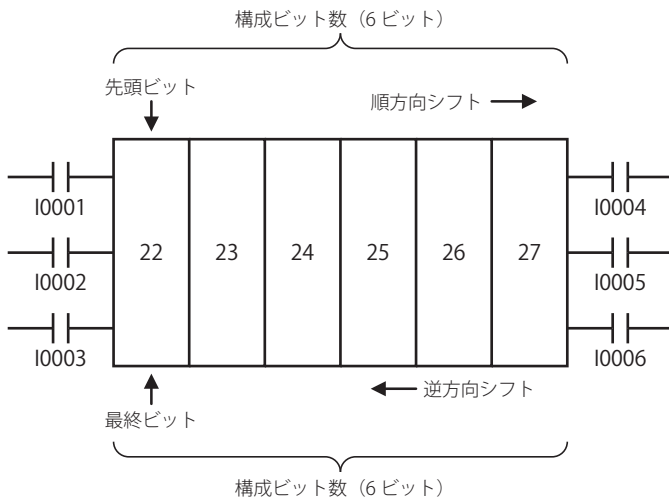 構成ビット数（6 ビット）
先頭ビット
順方向シフト
I0001
I0004
22 23 24 25 26 27
I0002
I0005
I0003
I0006
逆方向シフト
最終ビット
構成ビット数（6 ビット）